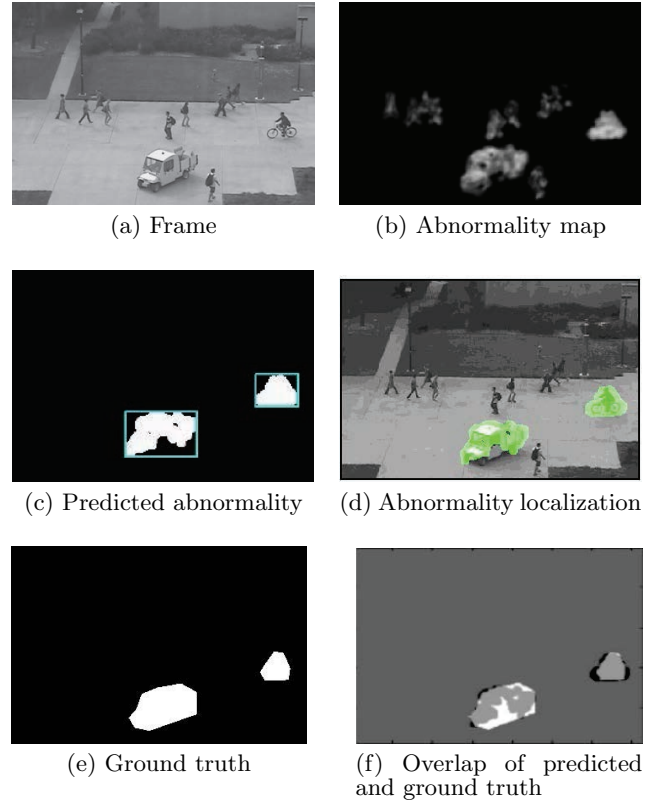 (a) Frame
(b) Abnormality map
(c) Predicted abnormality
(d) Abnormality localization
(e) Ground truth
(f) Overlap of predicted
and ground truth